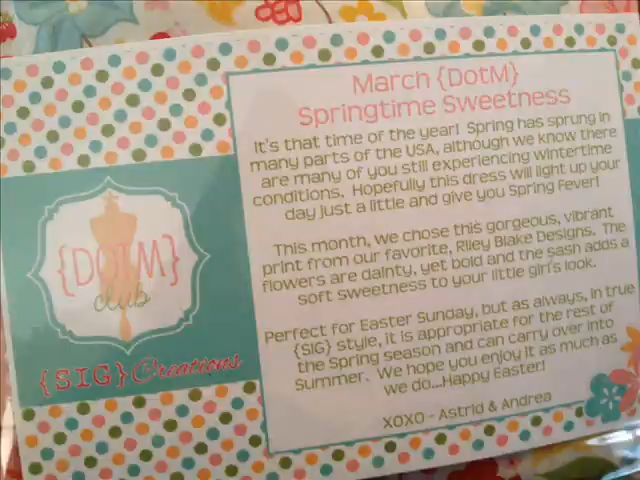 March {DotM}
Springtime Sweetness
It's that time of the year! Spring has sprung in
many parts of the USA, although we know there
are many of you still experiencing wintertime
conditions. Hopefully this dress will light up your
day just a little and give you Spring Fever!
This month, we chose this gorgeous, vibrant
print from our favorite, Riley Blake Designs. The
flowers are dainty, yet bold and the sash adds a
soft sweetness to your little girl's look.
Perfect for Easter Sunday, but as always, in true
{SIG} style, it is appropriate for the rest of
the Spring season and can carry over into
Summer. We hope you enjoy it as much as
we do...Happy Easter!
XOXO - Astrid & Andrea
{DOTM}
club
{SIG} Creations